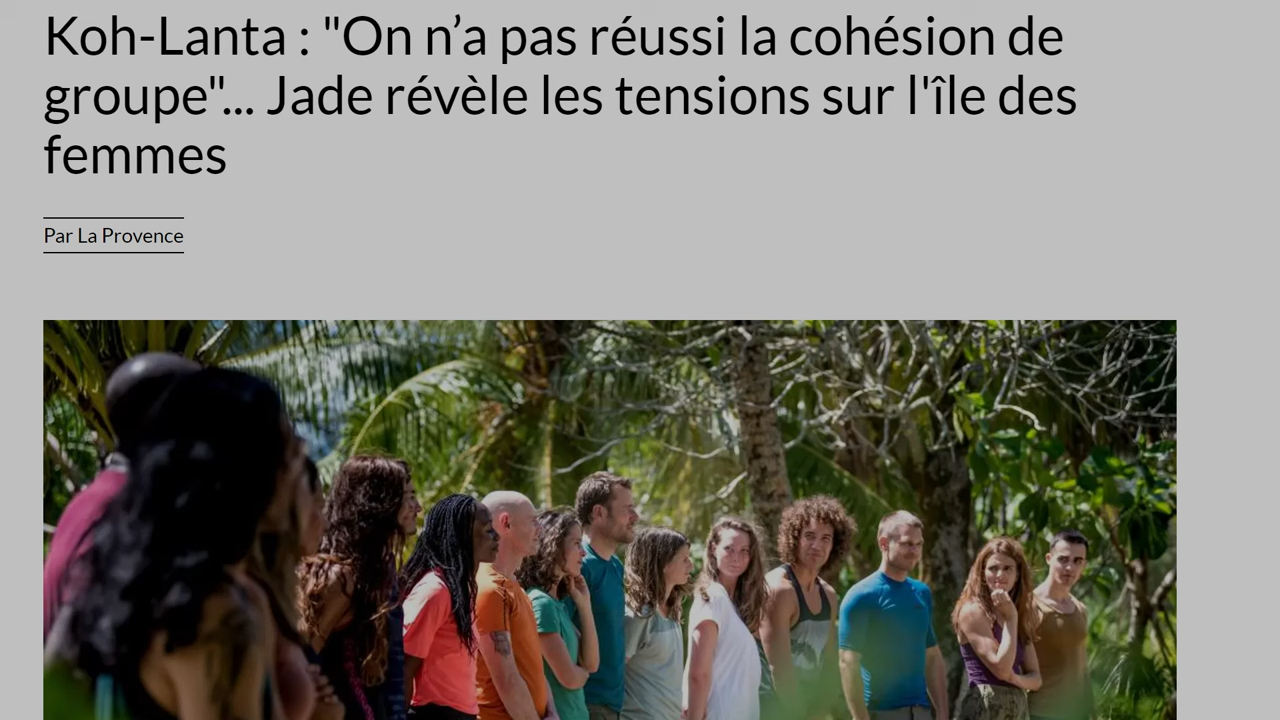 Koh-Lanta : "On n’a pas réussi la cohésion de
groupe"... Jade révèle les tensions sur l'île des
femmes
Par La Provence